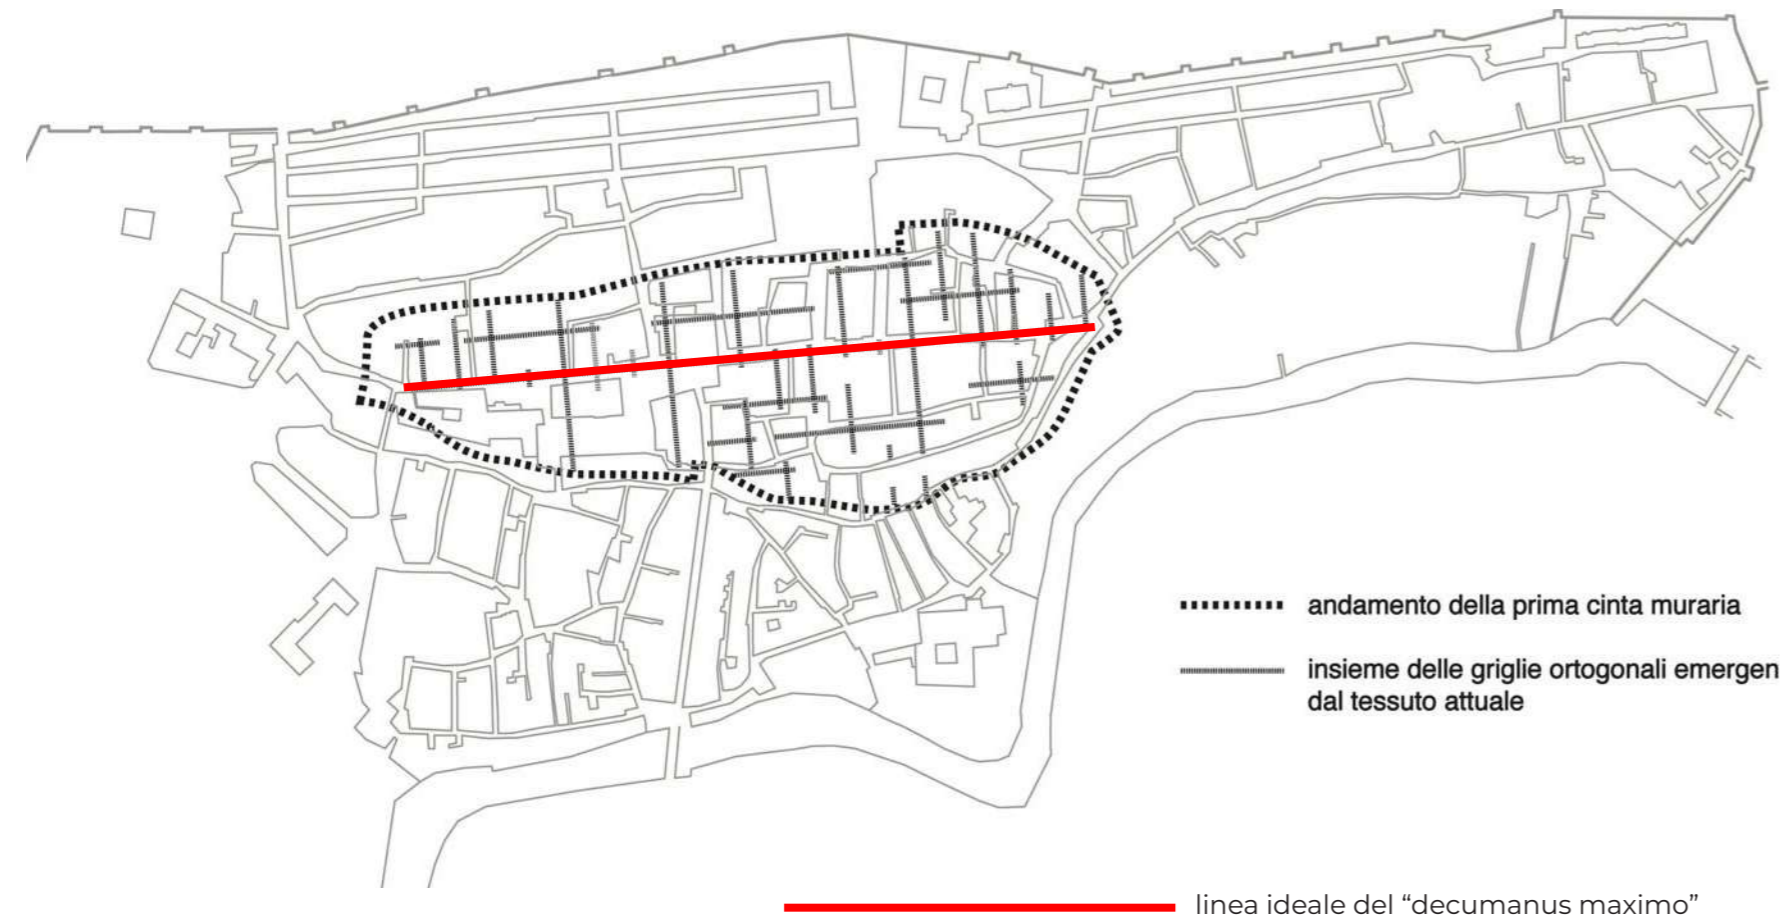 andamento della prima cinta muraria
insieme delle griglie ortogonali emergen
dal tessuto attuale
linea ideale del “decumanus maximo”